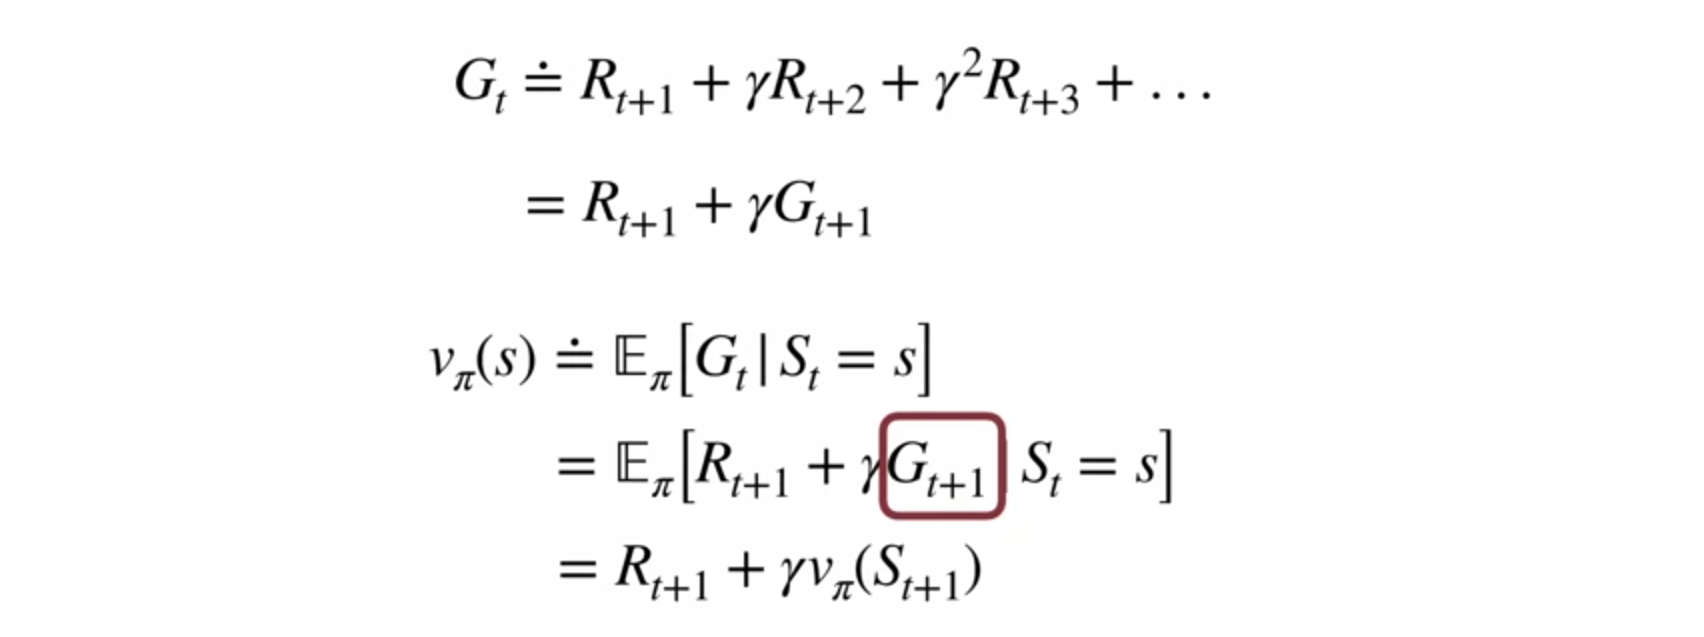 G_t ≐ R_{t+1} + γR_{t+2} + γ^2R_{t+3} + ...
= R_{t+1} + γG_{t+1}
v_π(s) ≐ 𝔼_π[G_t | S_t = s]
= 𝔼_π[R_{t+1} + γG_{t+1} | S_t = s]
= R_{t+1} + γv_π(S_{t+1})